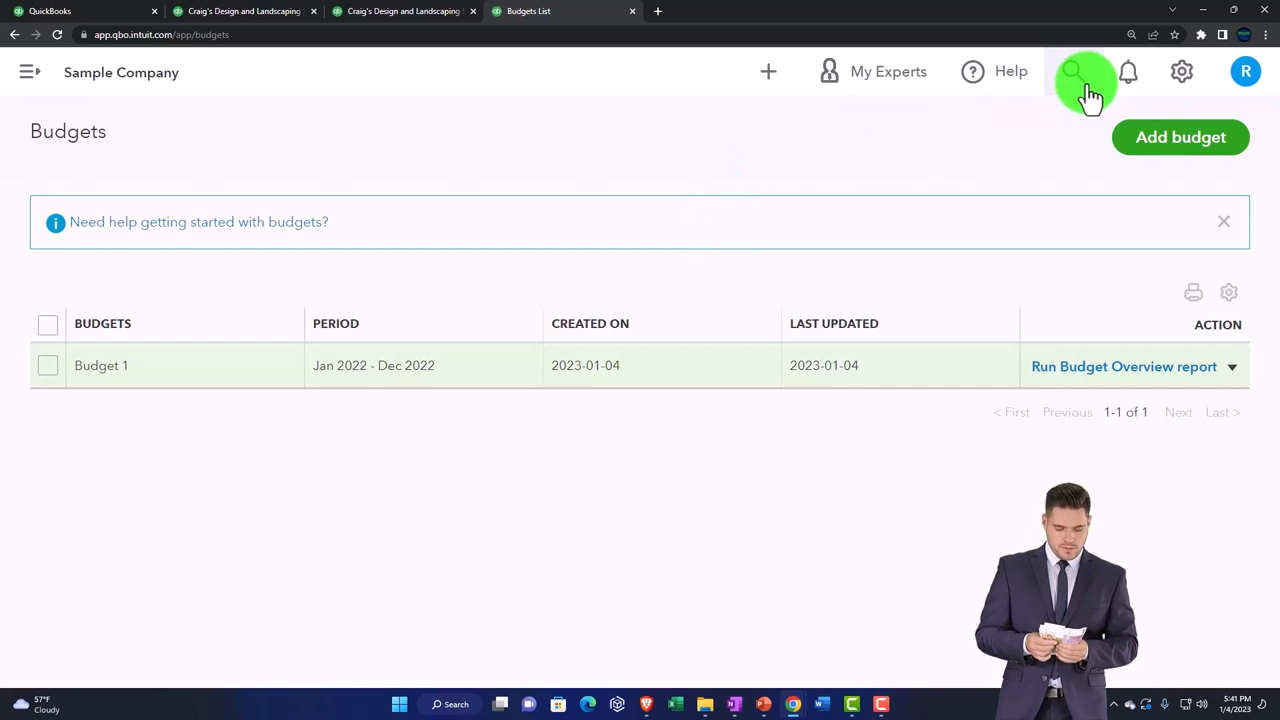 QuickBooks
Craig's Design and Landscaping
Craig's Design and Landscaping
Budgets List
app.qbo.intuit.com/app/budgets
Sample Company
My Experts
Help
R
Budgets
Add budget
Need help getting started with budgets?
BUDGETS PERIOD CREATED ON LAST UPDATED ACTION
Budget 1 Jan 2022 - Dec 2022 2023-01-04 2023-01-04 Run Budget Overview report
< First Previous 1-1 of 1 Next Last >
57°F
Cloudy
Search
5:41 PM
1/4/2023